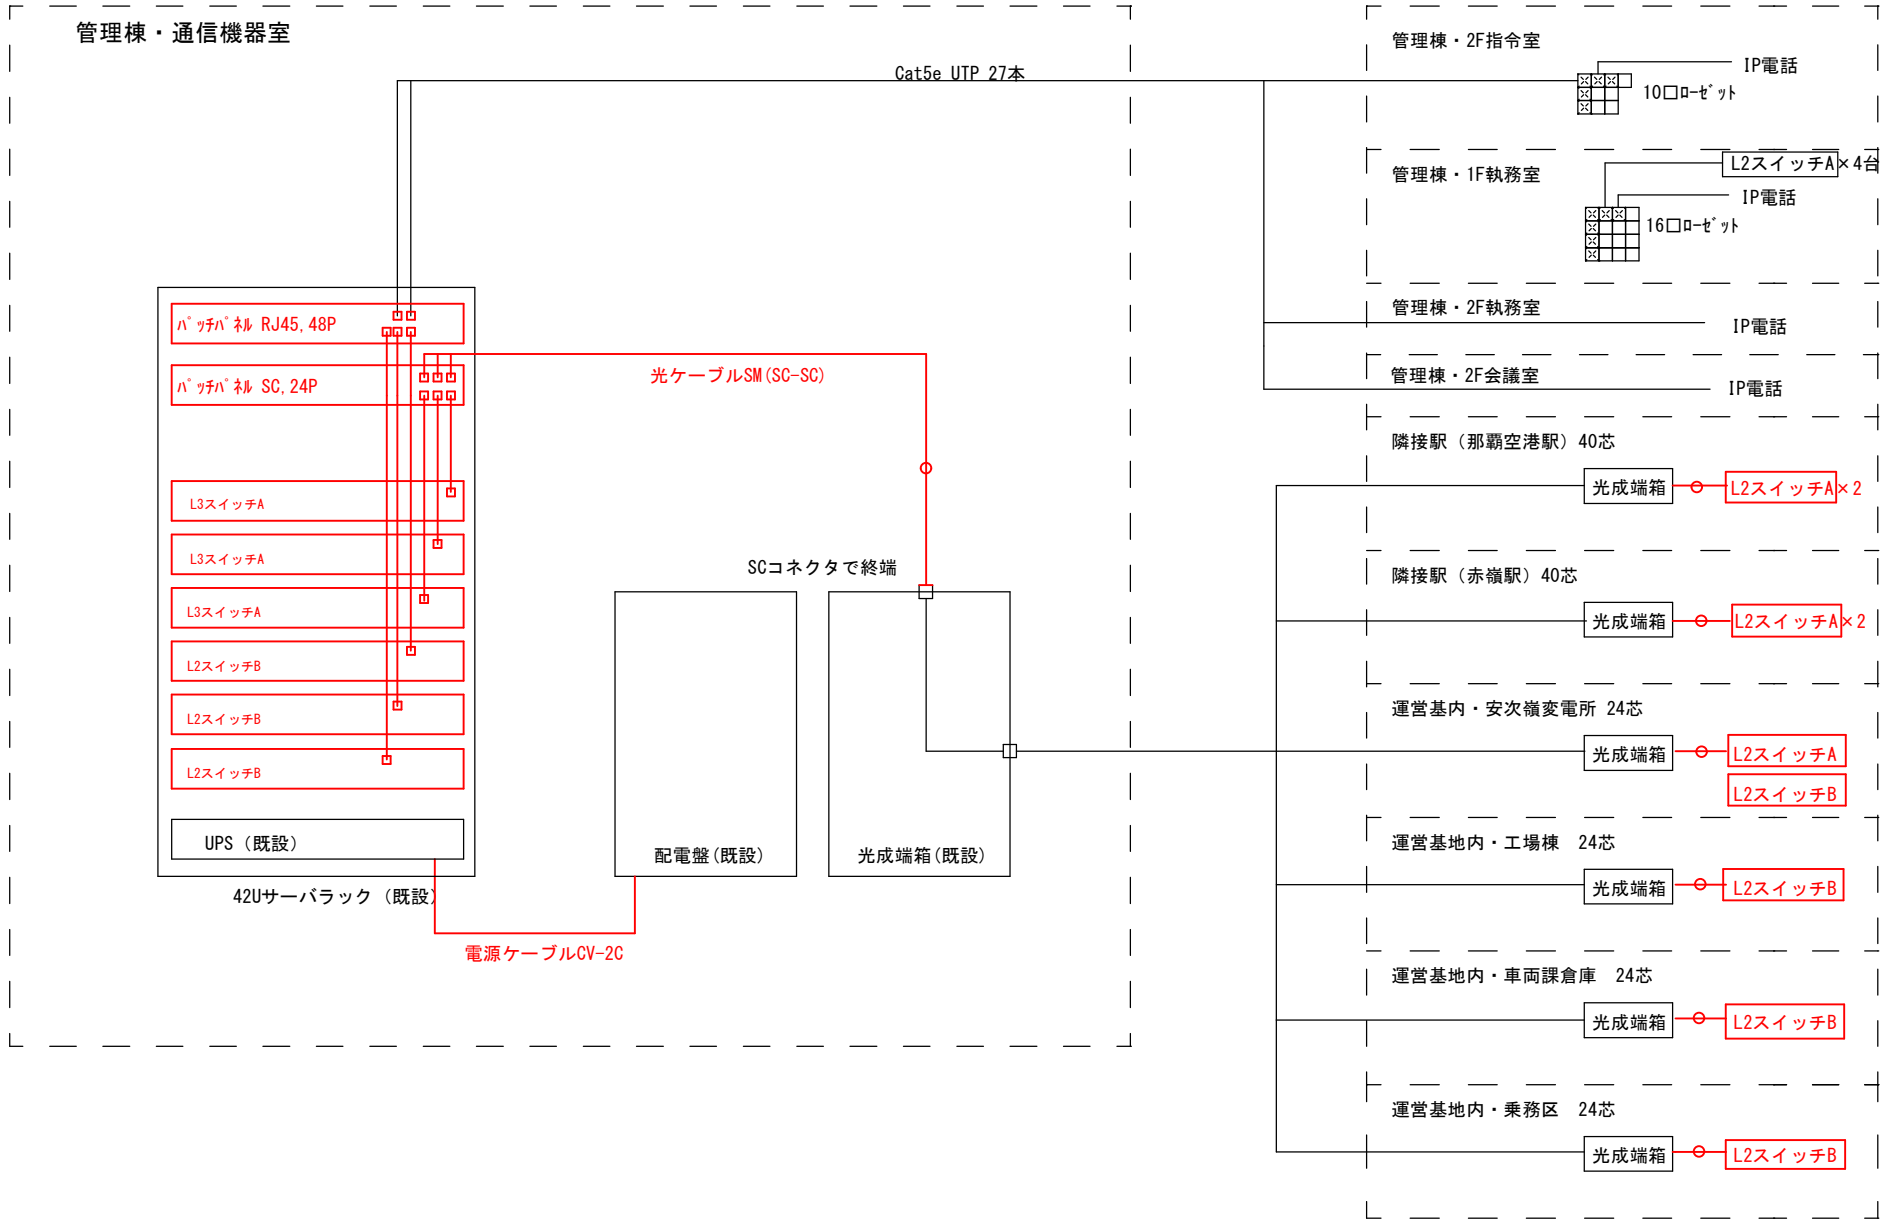 管理棟・通信機器室
Cat5e UTP 27本
ﾊﾟｯﾁﾊﾟﾈﾙ RJ45,48P
ﾊﾟｯﾁﾊﾟﾈﾙ SC,24P
光ケーブルSM(SC-SC)
L3スイッチA
L3スイッチA
L3スイッチA
L2スイッチB
L2スイッチB
L2スイッチB
UPS（既設）
42Uサーバラック（既設）
電源ケーブルCV-2C
SCコネクタで終端
配電盤(既設)
光成端箱(既設)
管理棟・2F指令室
IP電話
10口ﾛｰｾﾞｯﾄ
管理棟・1F執務室
L2スイッチA×4台
IP電話
16口ﾛｰｾﾞｯﾄ
管理棟・2F執務室
IP電話
管理棟・2F会議室
IP電話
隣接駅（那覇空港駅）40芯
光成端箱
L2スイッチA×2
隣接駅（赤嶺駅）40芯
光成端箱
L2スイッチA×2
運営基内・安次嶺変電所 24芯
光成端箱
L2スイッチA
L2スイッチB
運営基地内・工場棟　24芯
光成端箱
L2スイッチB
運営基地内・車両課倉庫　24芯
光成端箱
L2スイッチB
運営基地内・乗務区　24芯
光成端箱
L2スイッチB